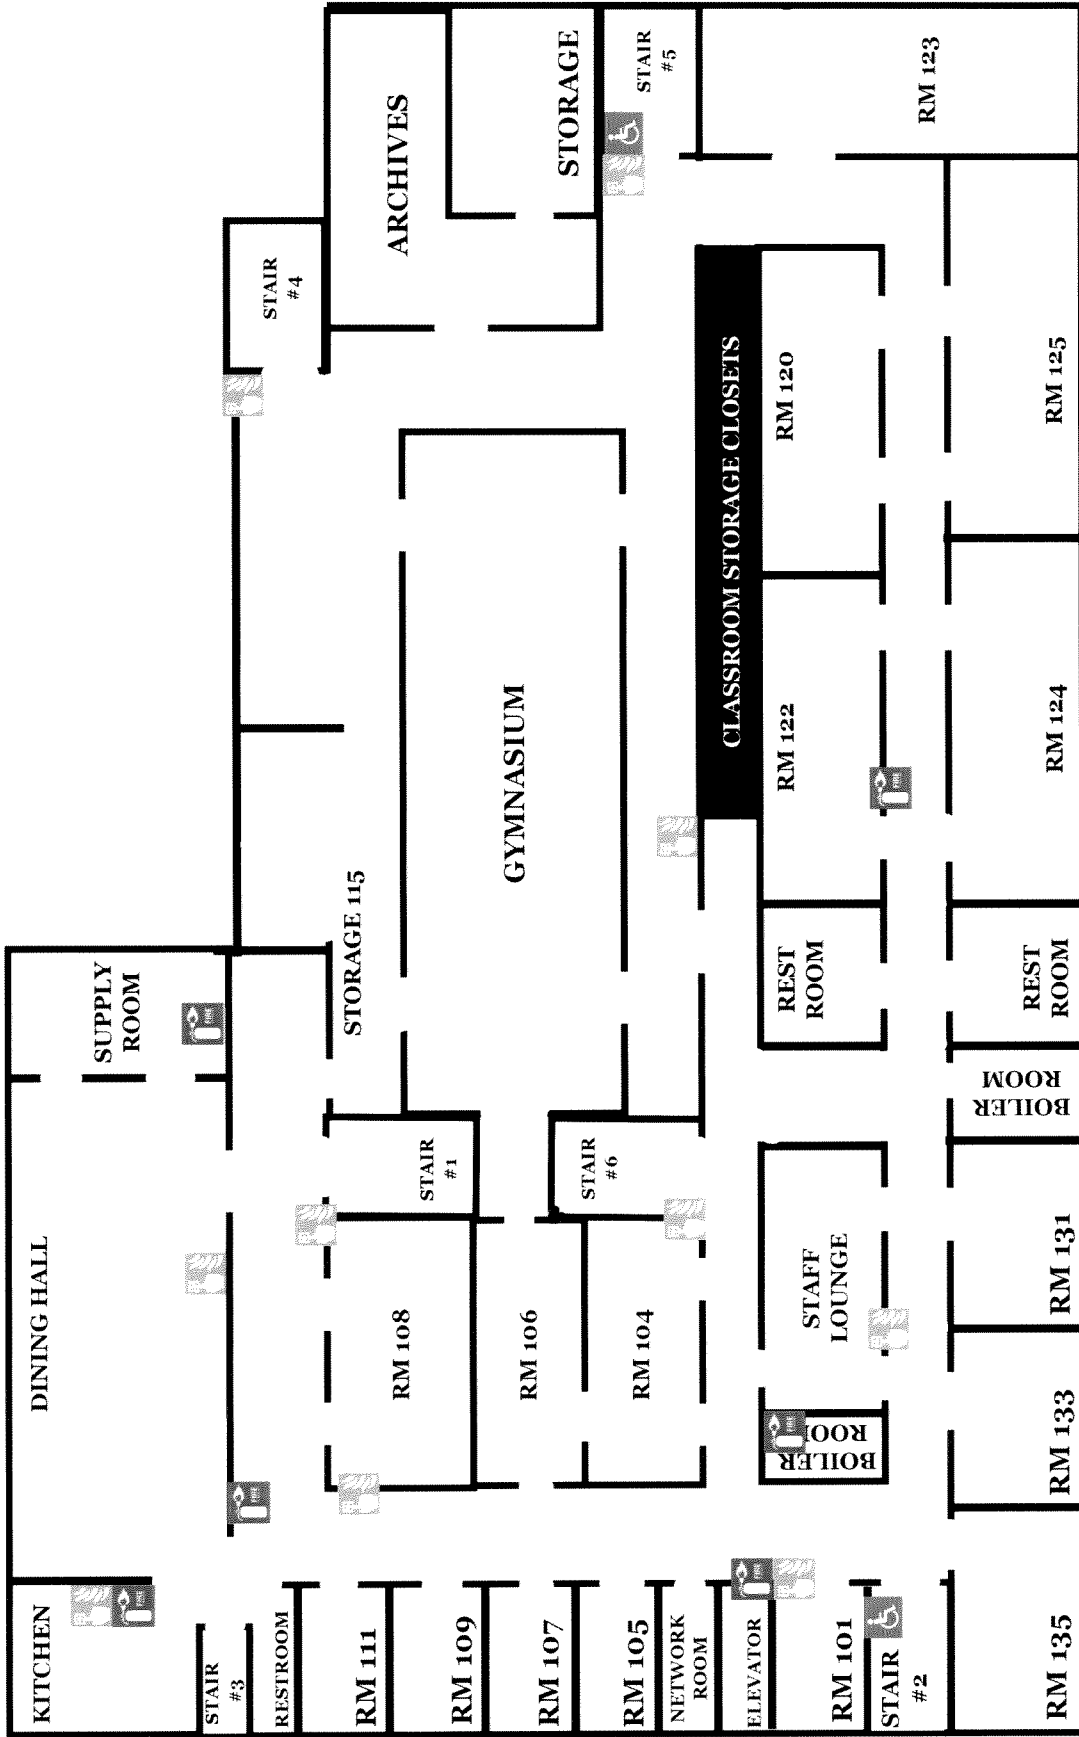 KITCHEN
DINING HALL
SUPPLY
ROOM
STAIR
#3
RESTROOM
RM 111
RM 109
RM 107
RM 105
NETWORK
ROOM
ELEVATOR
RM 101
STAIR
#2
RM 135
RM 108
RM 106
RM 104
STAIR
#1
STAIR
#6
STORAGE 115
GYMNASIUM
STAIR
#4
ARCHIVES
STORAGE
STAIR
#5
RM 123
CLASSROOM STORAGE CLOSETS
RM 122
RM 120
REST
ROOM
STAFF
LOUNGE
BOILER
RM 133
RM 131
BOILER
ROOM
REST
ROOM
RM 124
RM 125